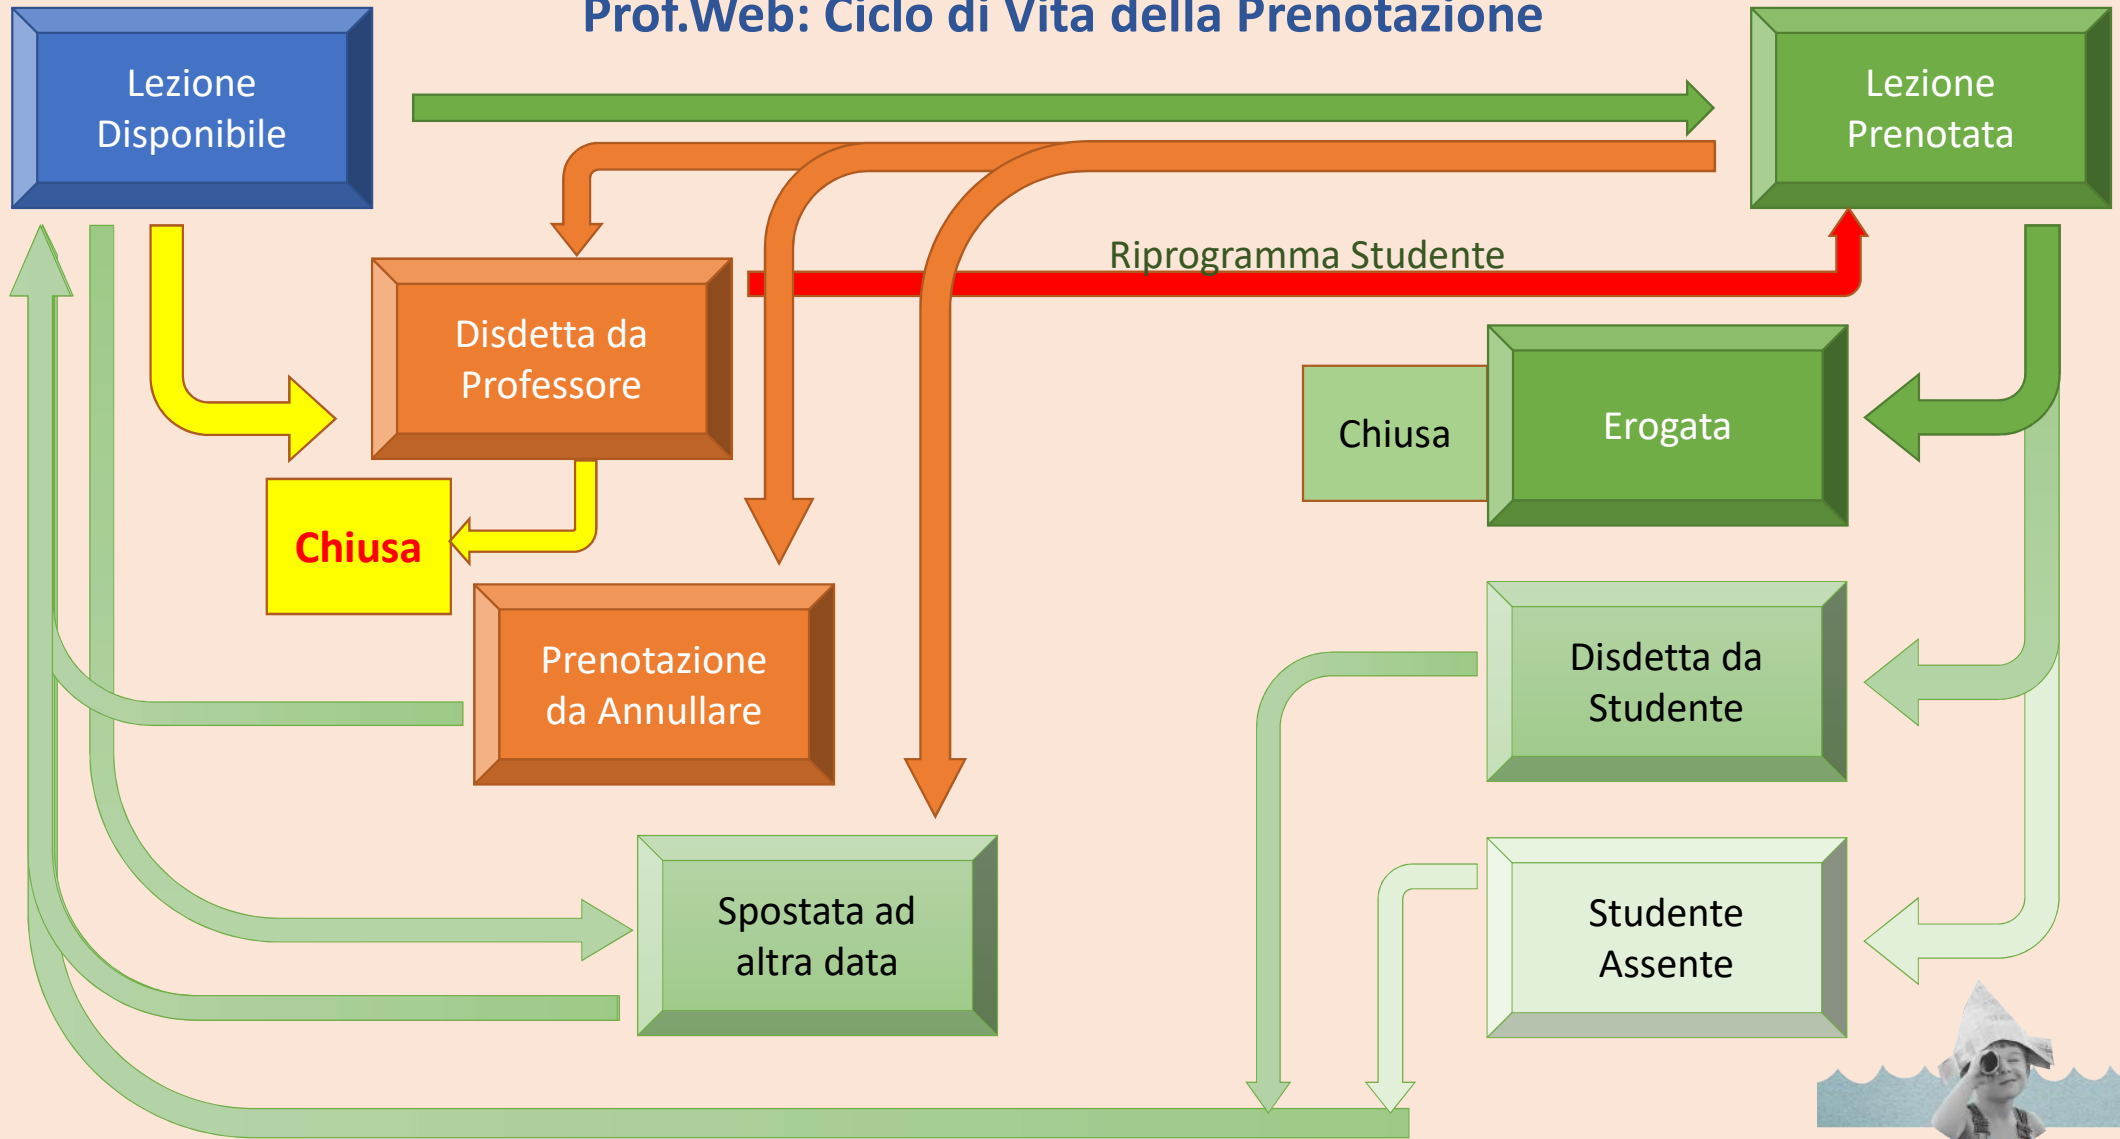 Prof.Web: Ciclo di Vita della Prenotazione
Lezione
Disponibile
Lezione
Prenotata
Riprogramma Studente
Disdetta da
Professore
Chiusa
Erogata
Chiusa
Prenotazione
da Annullare
Disdetta da
Studente
Spostata ad
altra data
Studente
Assente